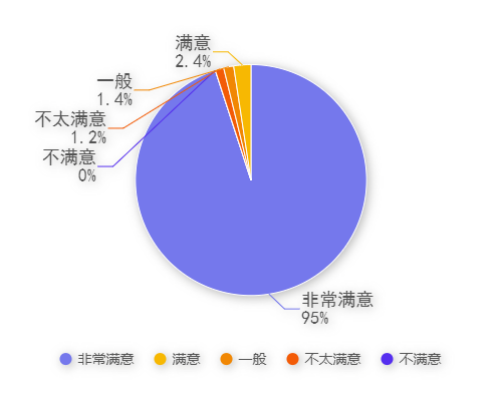 满意
2.4%
一般
1.4%
不太满意
1.2%
不满意
0%
非常满意
95%
非常满意 满意 一般 不太满意 不满意